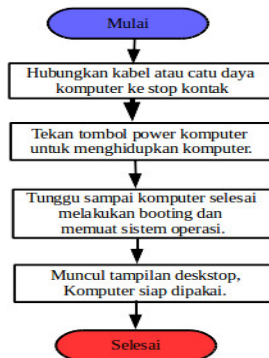 Mulai
Hubungkan kabel atau catu daya
komputer ke stop kontak
Tekan tombol power komputer
untuk menghidupkan komputer.
Tunggu sampai komputer selesai
melakukan booting dan
memuat sistem operasi.
Muncul tampilan deskstop,
Komputer siap dipakai.
Selesai